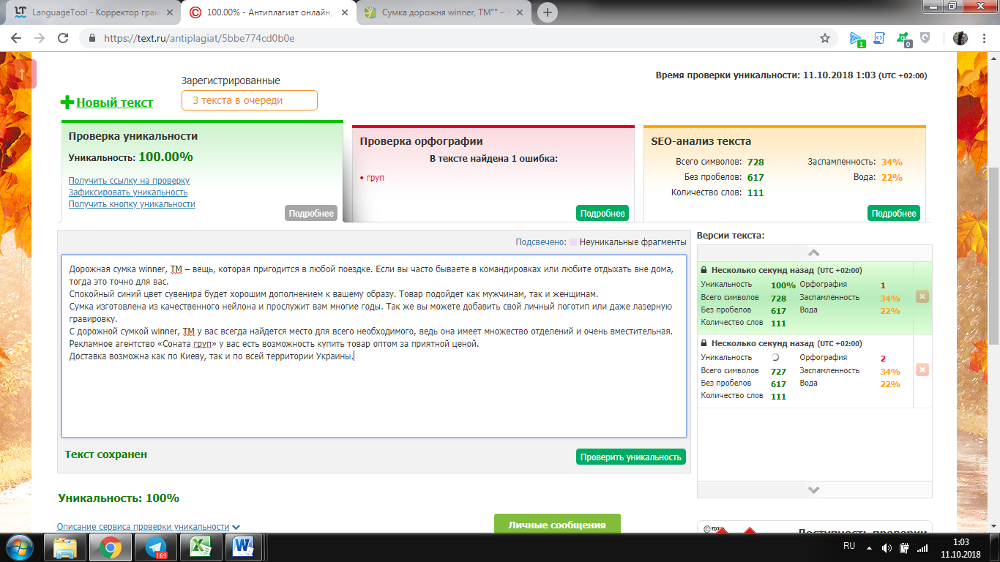 LanguageTool - Корректор грам
100.00% - Антиплагиат онлайн,
Сумка дорожня winner, ТМ"" – з
https://text.ru/antiplagiat/5bbe774cd0b0e
1
0
Время проверки уникальности: 11.10.2018 1:03 (UTC +02:00)
Зарегистрированные
Новый текст
3 текста в очереди
Проверка уникальности
Уникальность: 100.00%
Получить ссылку на проверку
Зафиксировать уникальность
Получить кнопку уникальности
Подробнее
Проверка орфографии
В тексте найдена 1 ошибка:
• груп
Подробнее
SEO-анализ текста
Всего символов: 728 Заспамленность: 34%
Без пробелов: 617 Вода: 22%
Количество слов: 111
Подробнее
Подсвечено: Неуникальные фрагменты
Дорожная сумка winner, ТМ – вещь, которая пригодится в любой поездке. Если вы часто бываете в командировках или любите отдыхать вне дома,
тогда это точно для вас.
Спокойный синий цвет сувенира будет хорошим дополнением к вашему образу. Товар подойдет как мужчинам, так и женщинам.
Сумка изготовлена из качественного нейлона и прослужит вам многие годы. Так же вы можете добавить свой личный логотип или даже лазерную
гравировку.
С дорожной сумкой winner, ТМ у вас всегда найдется место для всего необходимого, ведь она имеет множество отделений и очень вместительная.
Рекламное агентство «Соната груп» у вас есть возможность купить товар оптом за приятной ценой.
Доставка возможна как по Киеву, так и по всей территории Украины.
Текст сохранен
Проверить уникальность
Версии текста:
Несколько секунд назад (UTC +02:00)
Уникальность 100% Орфография 1
Всего символов 728 Заспамленность 34%
Без пробелов 617 Вода 22%
Количество слов 111
Несколько секунд назад (UTC +02:00)
Уникальность Орфография 2
Всего символов 727 Заспамленность 34%
Без пробелов 617 Вода 22%
Количество слов 111
Уникальность: 100%
Описание сервиса проверки уникальности
Личные сообщения
Доступность проверки
169
RU
1:03
11.10.2018